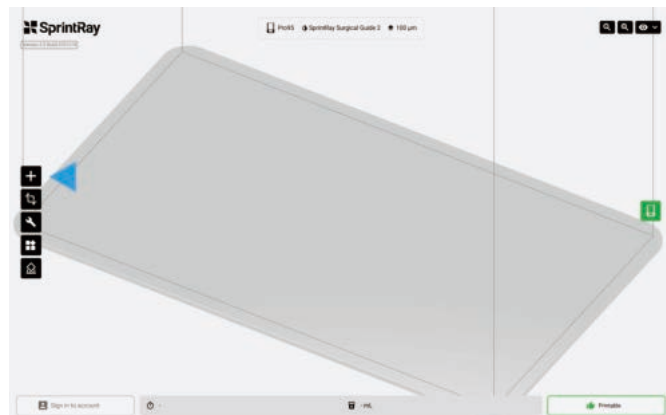 SprintRay
Pro95 SprintRay Surgical Guide 2 100 µm
Sign in to account
-
- mL
Printable